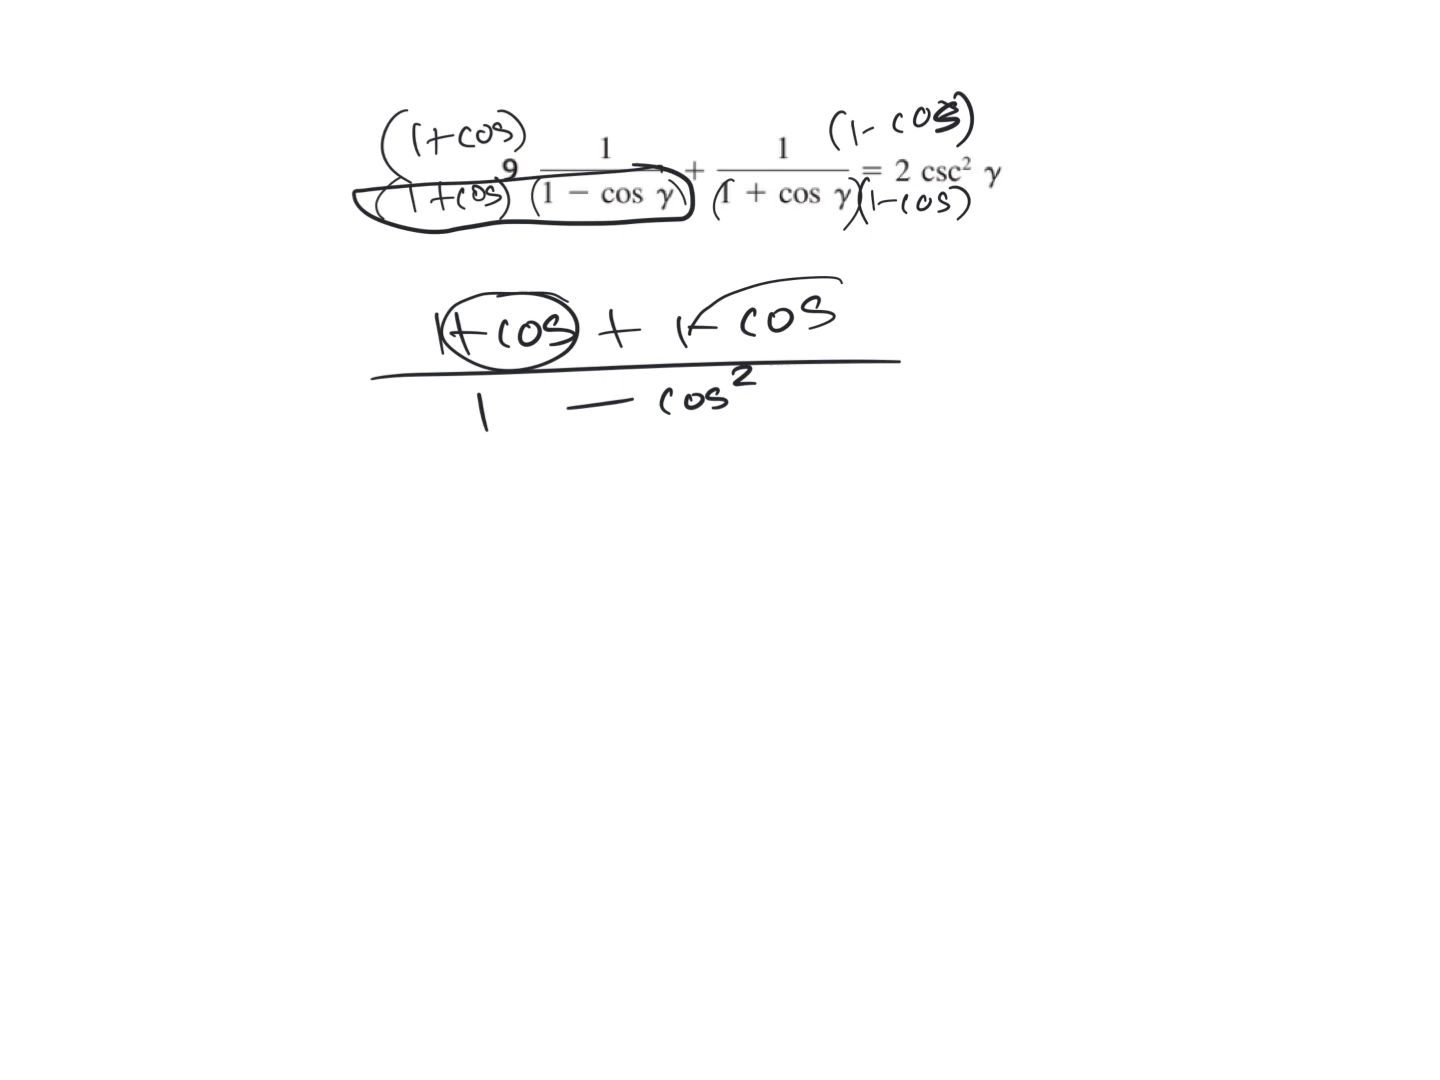 (1+cos) (1-cos)
9 1/(1 - cos γ) + 1/(1 + cos γ) = 2 csc² γ
(1+cos) (1-cos)
1+cos + 1-cos
1 - cos²